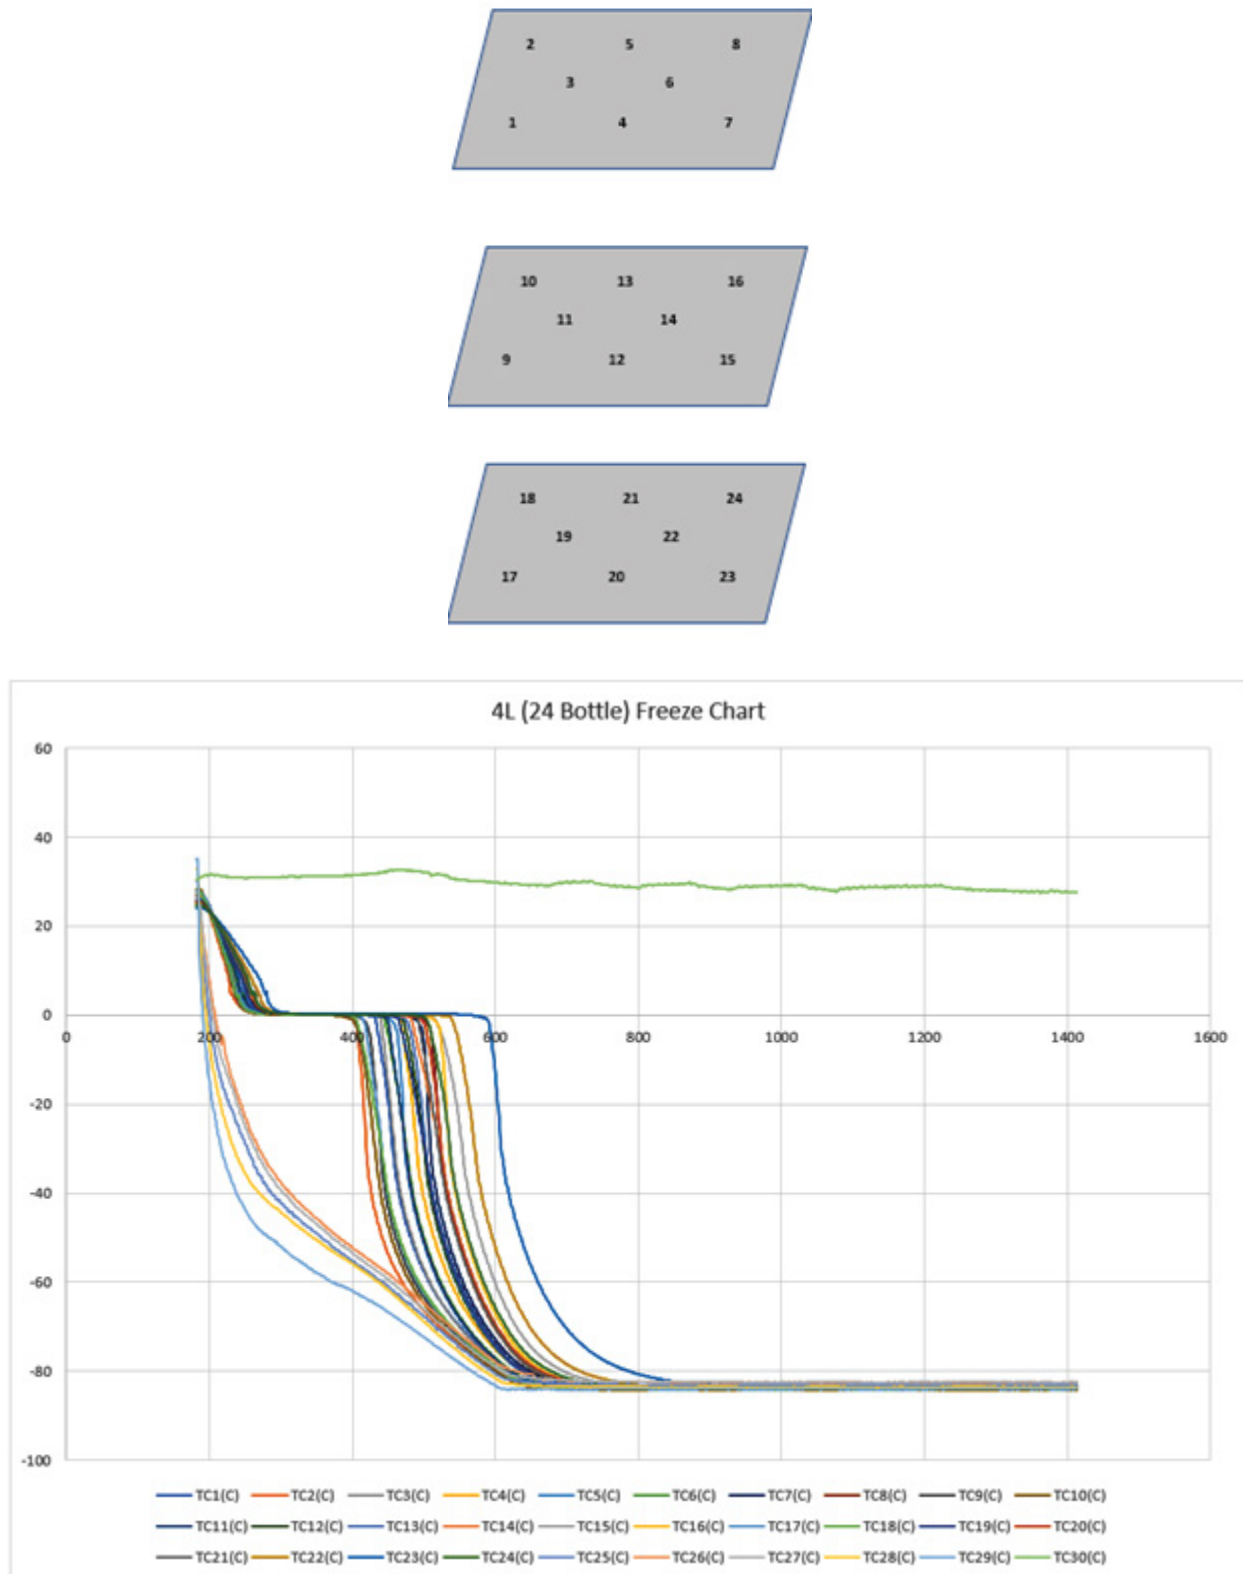 2 5 8
3 6
1 4 7
10 13 16
11 14
9 12 15
18 21 24
19 22
17 20 23
4L (24 Bottle) Freeze Chart
60
40
20
0
0 200 400 600 800 1000 1200 1400 1600
-20
-40
-60
-80
-100
TC1(C) TC2(C) TC3(C) TC4(C) TC5(C) TC6(C) TC7(C) TC8(C) TC9(C) TC10(C)
TC11(C) TC12(C) TC13(C) TC14(C) TC15(C) TC16(C) TC17(C) TC18(C) TC19(C) TC20(C)
TC21(C) TC22(C) TC23(C) TC24(C) TC25(C) TC26(C) TC27(C) TC28(C) TC29(C) TC30(C)